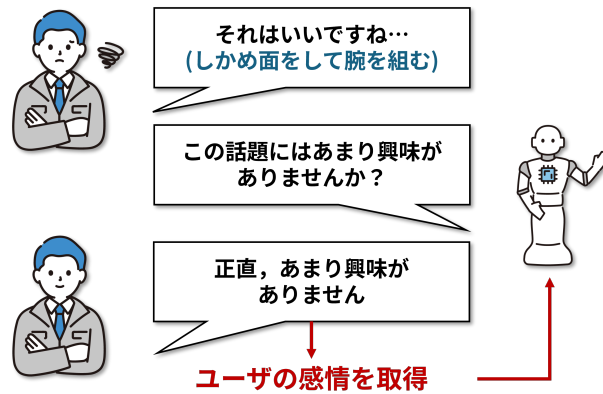 それはいいですね…
(しかめ面をして腕を組む)
この話題にはあまり興味が
ありませんか？
正直，あまり興味が
ありません
ユーザの感情を取得